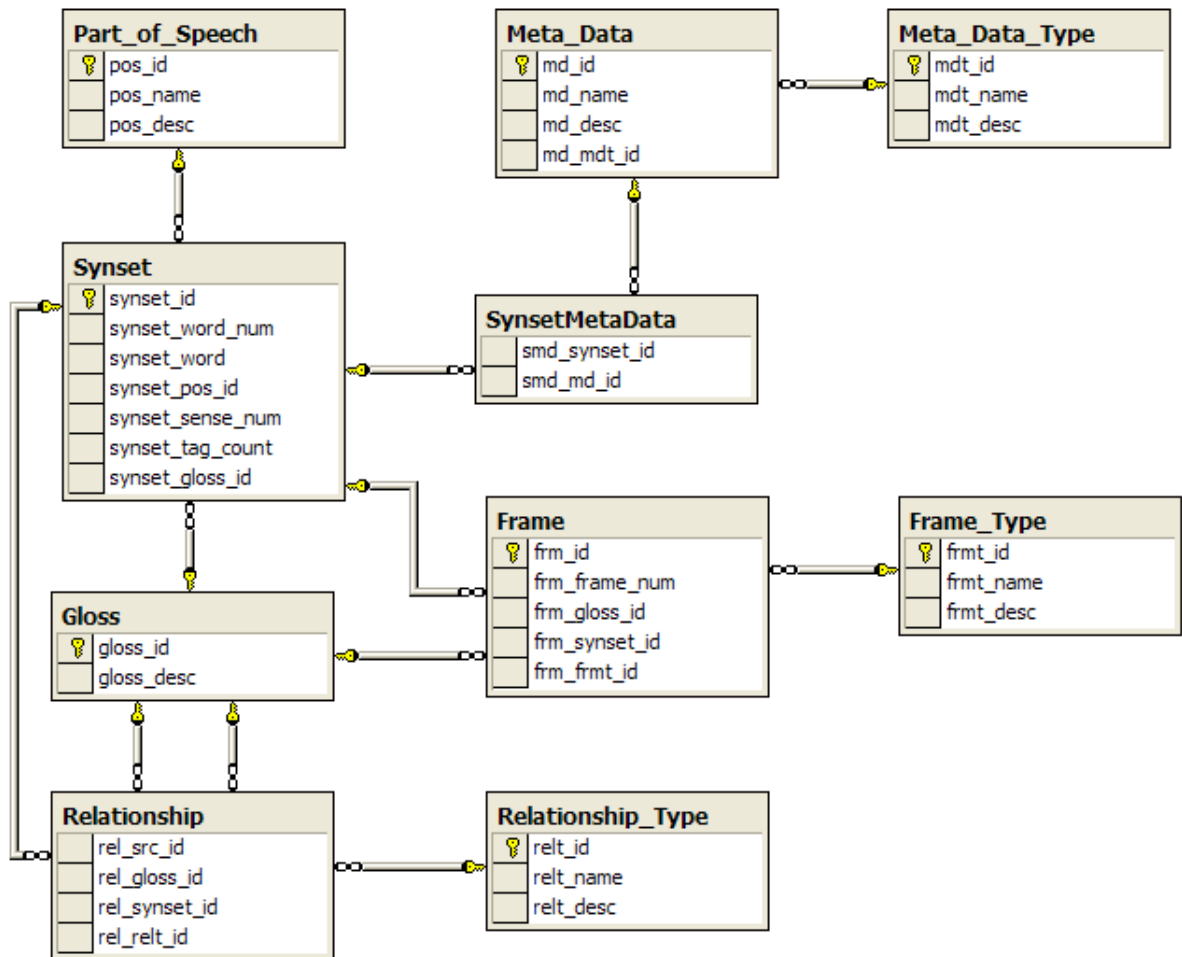 Part_of_Speech
pos_id
pos_name
pos_desc
Meta_Data
md_id
md_name
md_desc
md_mdt_id
Meta_Data_Type
mdt_id
mdt_name
mdt_desc
Synset
synset_id
synset_word_num
synset_word
synset_pos_id
synset_sense_num
synset_tag_count
synset_gloss_id
SynsetMetaData
smd_synset_id
smd_md_id
Frame
frm_id
frm_frame_num
frm_gloss_id
frm_synset_id
frm_frmt_id
Frame_Type
frmt_id
frmt_name
frmt_desc
Gloss
gloss_id
gloss_desc
Relationship
rel_src_id
rel_gloss_id
rel_synset_id
rel_relt_id
Relationship_Type
relt_id
relt_name
relt_desc